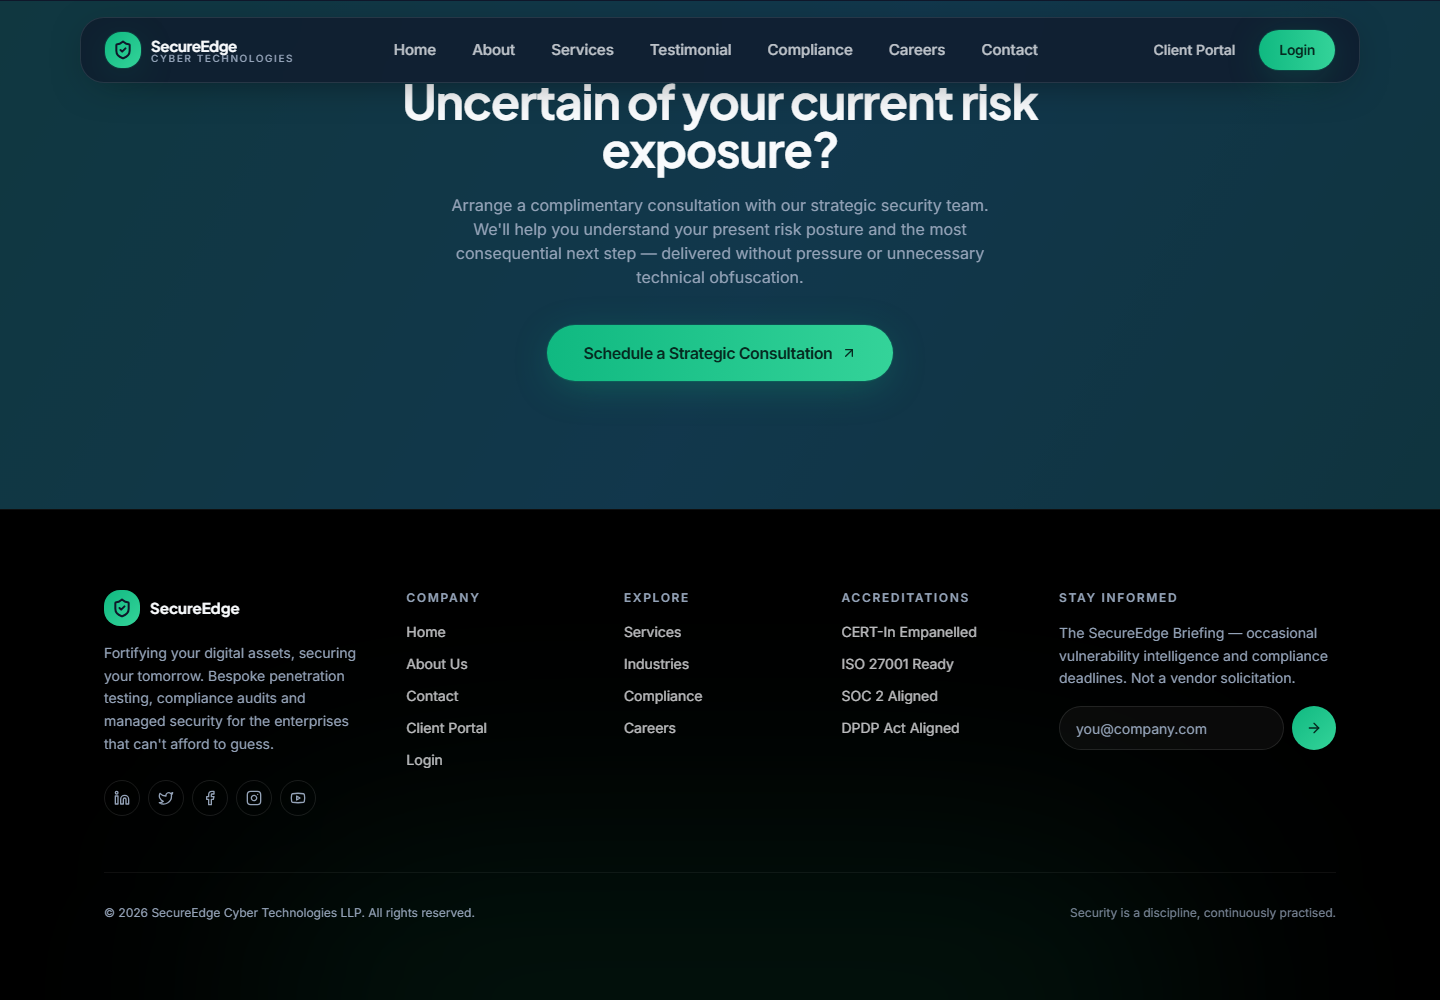 SecureEdge
CYBER TECHNOLOGIES
Home
About
Services
Testimonial
Compliance
Careers
Contact
Client Portal
Login
Uncertain of your current risk
exposure?
Arrange a complimentary consultation with our strategic security team.
We'll help you understand your present risk posture and the most
consequential next step — delivered without pressure or unnecessary
technical obfuscation.
Schedule a Strategic Consultation
SecureEdge
Fortifying your digital assets, securing
your tomorrow. Bespoke penetration
testing, compliance audits and
managed security for the enterprises
that can't afford to guess.
COMPANY
Home
About Us
Contact
Client Portal
Login
EXPLORE
Services
Industries
Compliance
Careers
ACCREDITATIONS
CERT-In Empanelled
ISO 27001 Ready
SOC 2 Aligned
DPDP Act Aligned
STAY INFORMED
The SecureEdge Briefing — occasional
vulnerability intelligence and compliance
deadlines. Not a vendor solicitation.
you@company.com
© 2026 SecureEdge Cyber Technologies LLP. All rights reserved.
Security is a discipline, continuously practised.